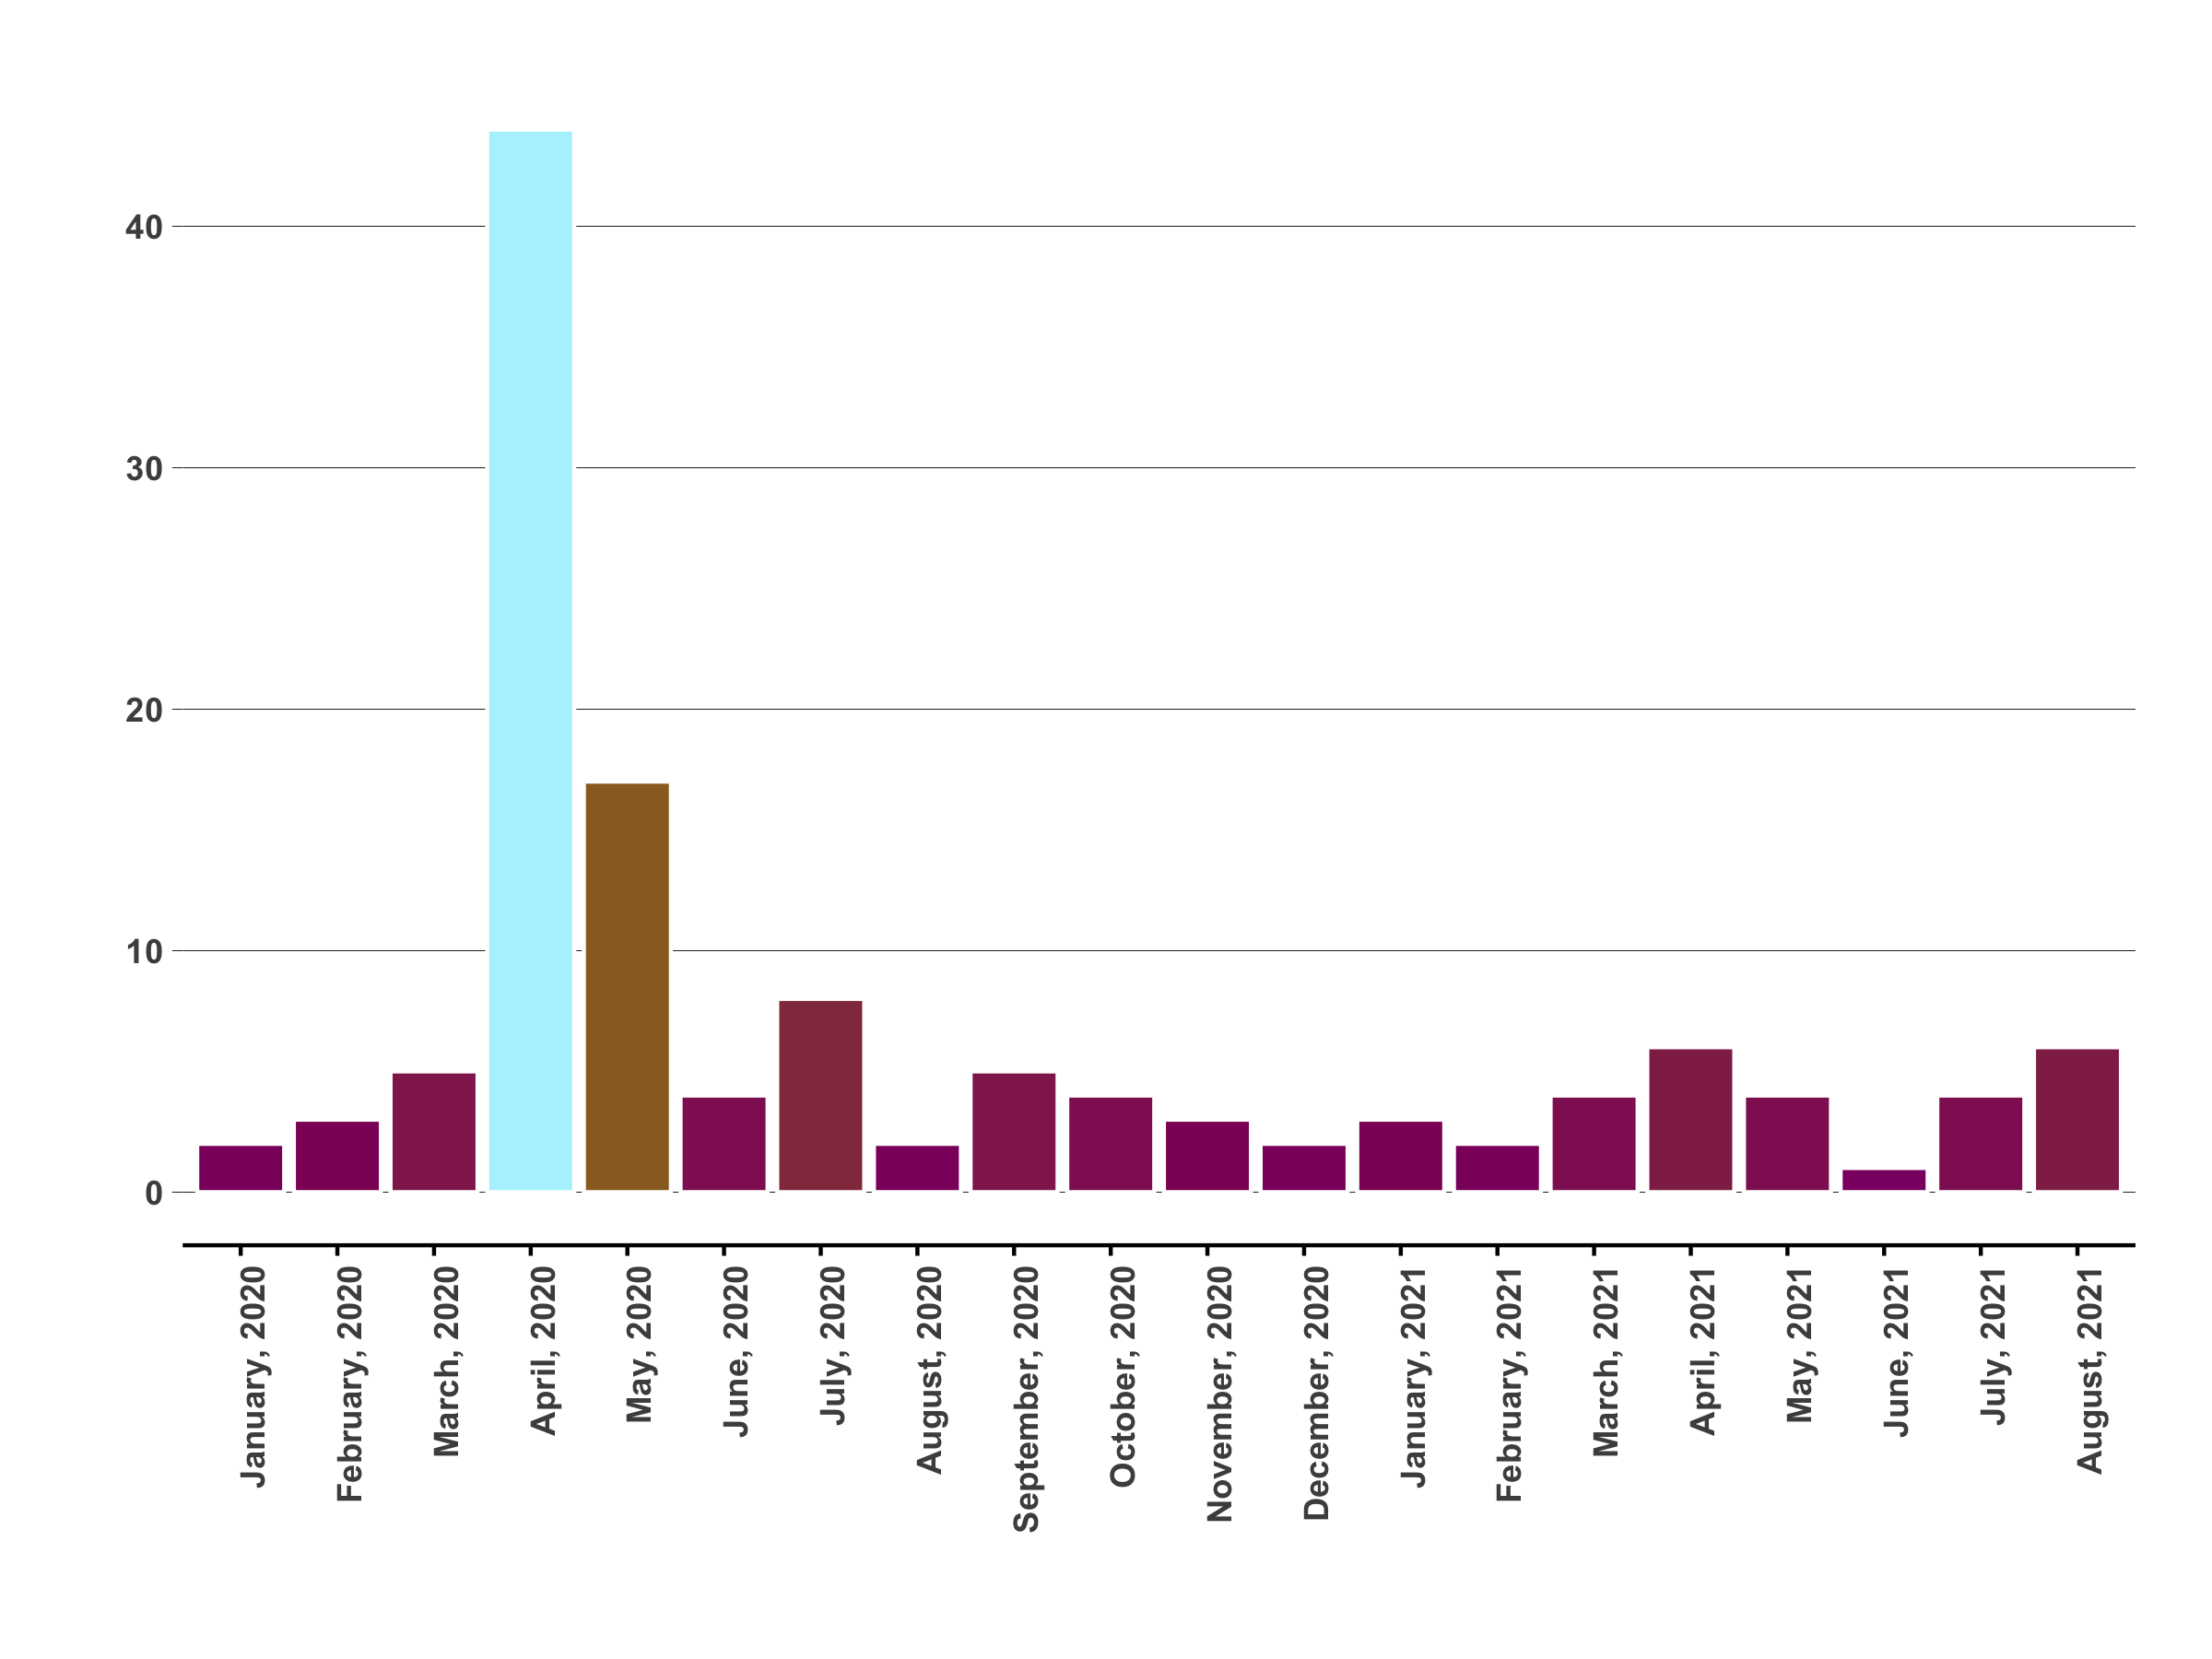 40
30
20
10
0
January, 2020
February, 2020
March, 2020
April, 2020
May, 2020
June, 2020
July, 2020
August, 2020
September, 2020
October, 2020
November, 2020
December, 2020
January, 2021
February, 2021
March, 2021
April, 2021
May, 2021
June, 2021
July, 2021
August, 2021